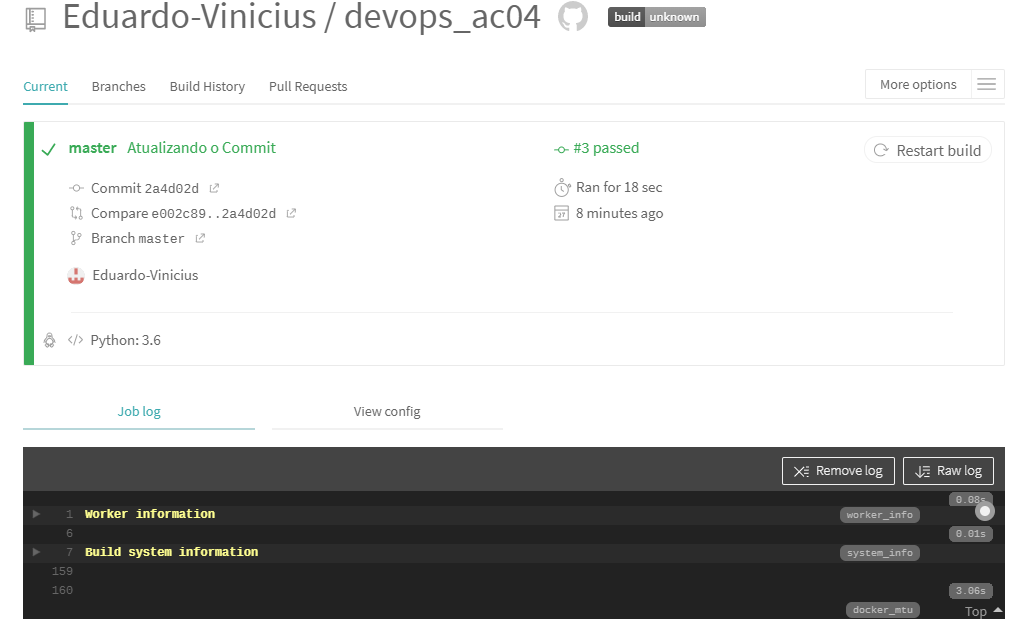 Eduardo-Vinicius / devops_ac04 build unknown
Current Branches Build History Pull Requests More options
master Atualizando o Commit #3 passed Restart build
Commit 2a4d02d Ran for 18 sec
Compare e002c89..2a4d02d 8 minutes ago
Branch master
Eduardo-Vinicius
</> Python: 3.6
Job log View config
Remove log Raw log
0.08s
1 Worker information worker_info
6 0.01s
7 Build system information system_info
159
160 3.06s
docker_mtu Top